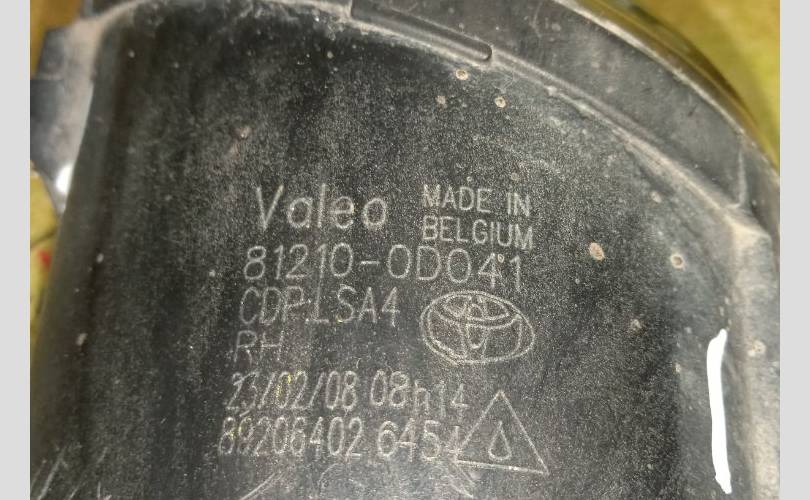 Valeo MADE IN
BELGIUM
81210-0D041
CDP:LSA4
RH
23/02/08 08h14
89206402 6454